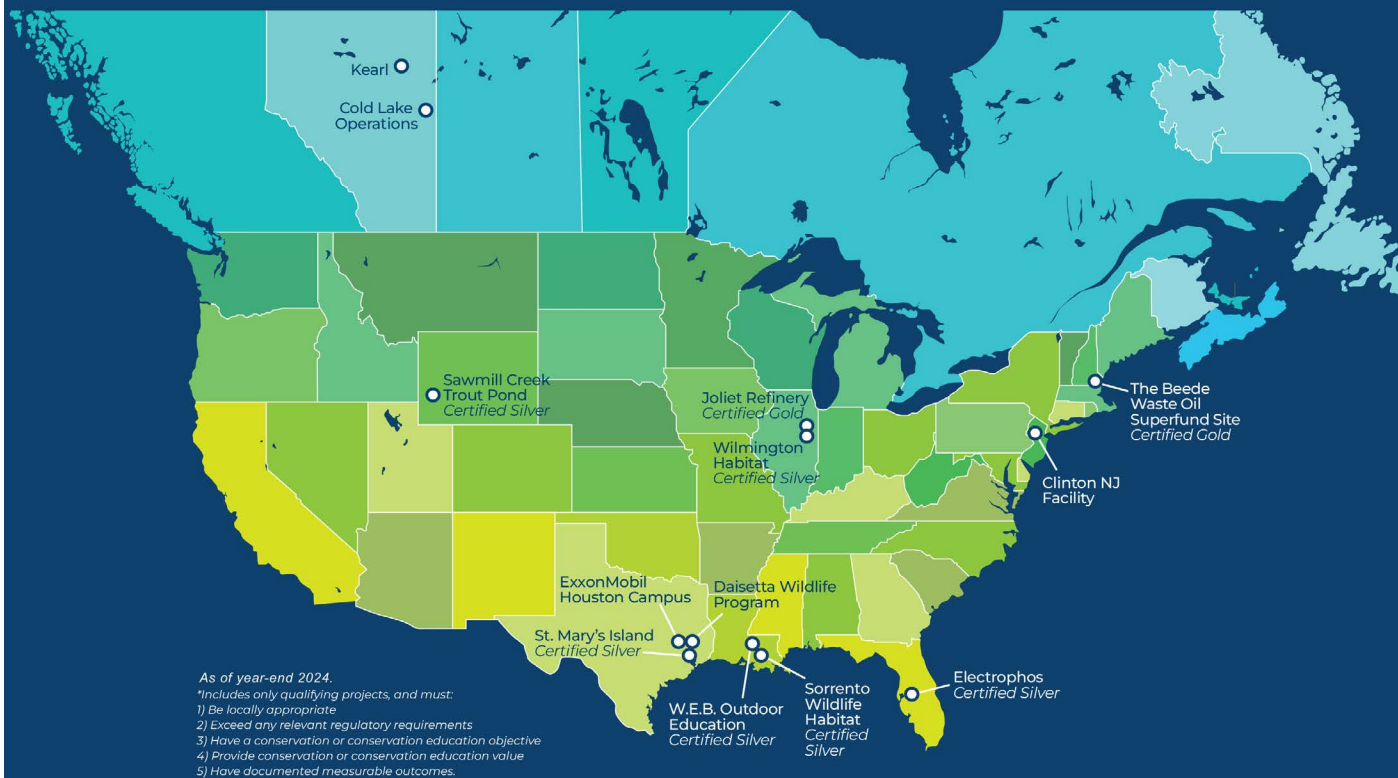 Kearl
Cold Lake
Operations
Sawmill Creek
Trout Pond
Certified Silver
Joliet Refinery
Certified Gold
Wilmington
Habitat
Certified Silver
The Beede
Waste Oil
Superfund Site
Certified Gold
Clinton NJ
Facility
ExxonMobil
Houston Campus
Daisetta Wildlife
Program
St. Mary's Island
Certified Silver
W.E.B. Outdoor
Education
Certified Silver
Sorrento
Wildlife
Habitat
Certified
Silver
Electrophos
Certified Silver
As of year-end 2024.
*Includes only qualifying projects, and must:
1) Be locally appropriate
2) Exceed any relevant regulatory requirements
3) Have a conservation or conservation education objective
4) Provide conservation or conservation education value
5) Have documented measurable outcomes.